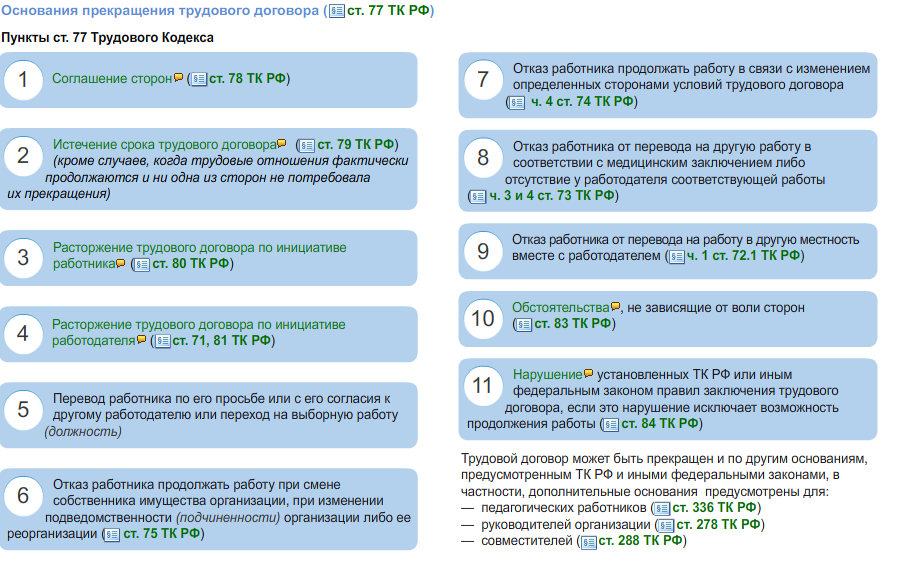 Основания прекращения трудового договора (ст. 77 ТК РФ)
Пункты ст. 77 Трудового Кодекса
1
Соглашение сторон (ст. 78 ТК РФ)
2
Истечение срока трудового договора (ст. 79 ТК РФ)
(кроме случаев, когда трудовые отношения фактически
продолжаются и ни одна из сторон не потребовала
их прекращения)
3
Расторжение трудового договора по инициативе
работника (ст. 80 ТК РФ)
4
Расторжение трудового договора по инициативе
работодателя (ст. 71, 81 ТК РФ)
5
Перевод работника по его просьбе или с его согласия к
другому работодателю или переход на выборную работу
(должность)
6
Отказ работника продолжать работу при смене
собственника имущества организации, при изменении
подведомственности (подчиненности) организации либо ее
реорганизации (ст. 75 ТК РФ)
7
Отказ работника продолжать работу в связи с изменением
определенных сторонами условий трудового договора
(ч. 4 ст. 74 ТК РФ)
8
Отказ работника от перевода на другую работу в
соответствии с медицинским заключением либо
отсутствие у работодателя соответствующей работы
(ч. 3 и 4 ст. 73 ТК РФ)
9
Отказ работника от перевода на работу в другую местность
вместе с работодателем (ч. 1 ст. 72.1 ТК РФ)
10
Обстоятельства, не зависящие от воли сторон
(ст. 83 ТК РФ)
11
Нарушение установленных ТК РФ или иным
федеральным законом правил заключения трудового
договора, если это нарушение исключает возможность
продолжения работы (ст. 84 ТК РФ)
Трудовой договор может быть прекращен и по другим основаниям,
предусмотренным ТК РФ и иными федеральными законами, в
частности, дополнительные основания предусмотрены для:
— педагогических работников (ст. 336 ТК РФ)
— руководителей организации (ст. 278 ТК РФ)
— совместителей (ст. 288 ТК РФ)